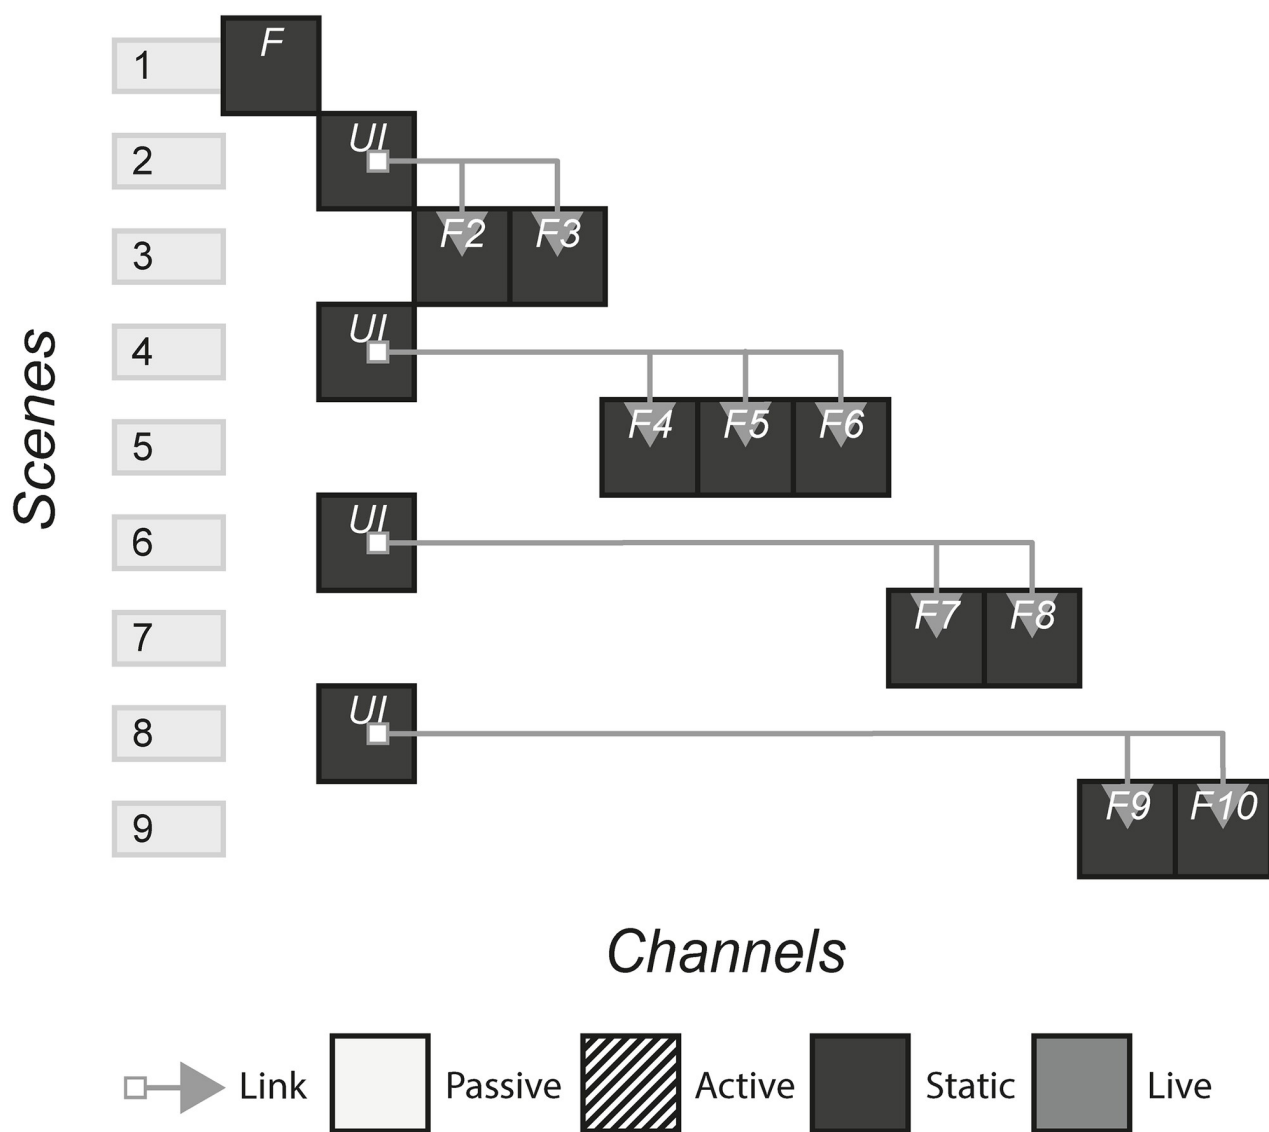 1 F
2 UI
3 F2 F3
4 UI
5 F4 F5 F6
6 UI
7 F7 F8
8 UI
9 F9 F10
Scenes
Channels
Link Passive Active Static Live